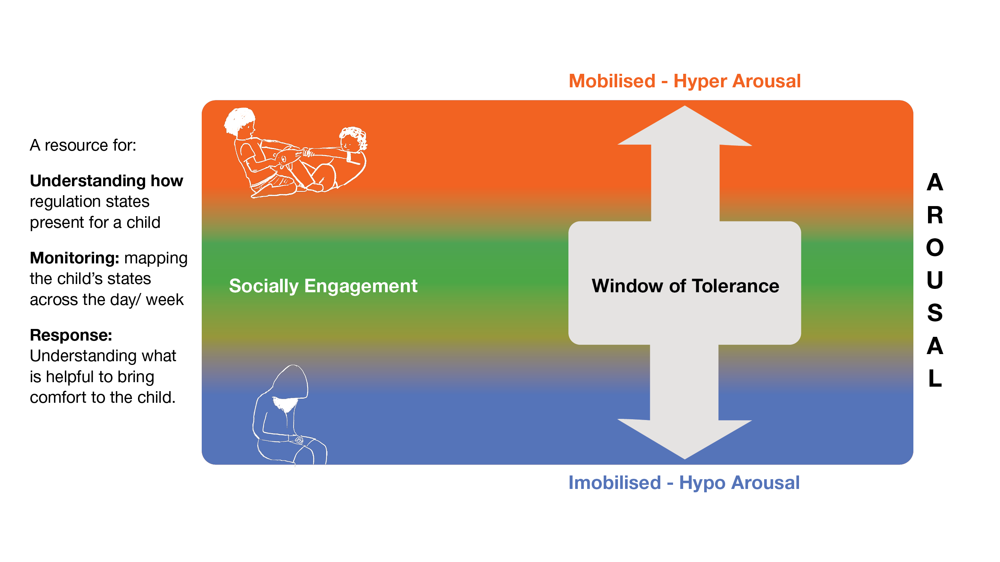 Mobilised - Hyper Arousal
A resource for:
Understanding how
regulation states
present for a child
Monitoring: mapping
the child’s states
across the day/ week
Response:
Understanding what
is helpful to bring
comfort to the child.
Socially Engagement
Window of Tolerance
A
R
O
U
S
A
L
Imobilised - Hypo Arousal